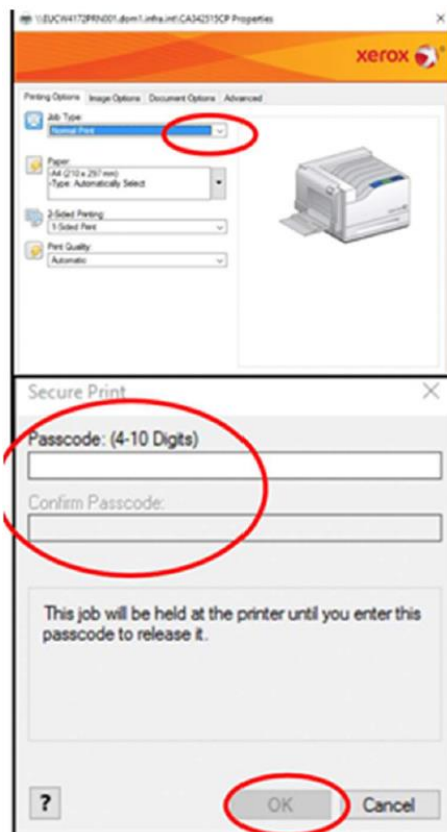 \\EUCW4172PRN001.dom1.infra.int\CA342515CP Properties
xerox
Printing Options Image Options Document Options Advanced
Job Type:
Normal Print
Paper:
A4 (210 x 297 mm)
-Type: Automatically Select
2-Sided Printing:
1-Sided Print
Print Quality:
Automatic
Secure Print
Passcode: (4-10 Digits)
Confirm Passcode:
This job will be held at the printer until you enter this
passcode to release it.
?
OK
Cancel